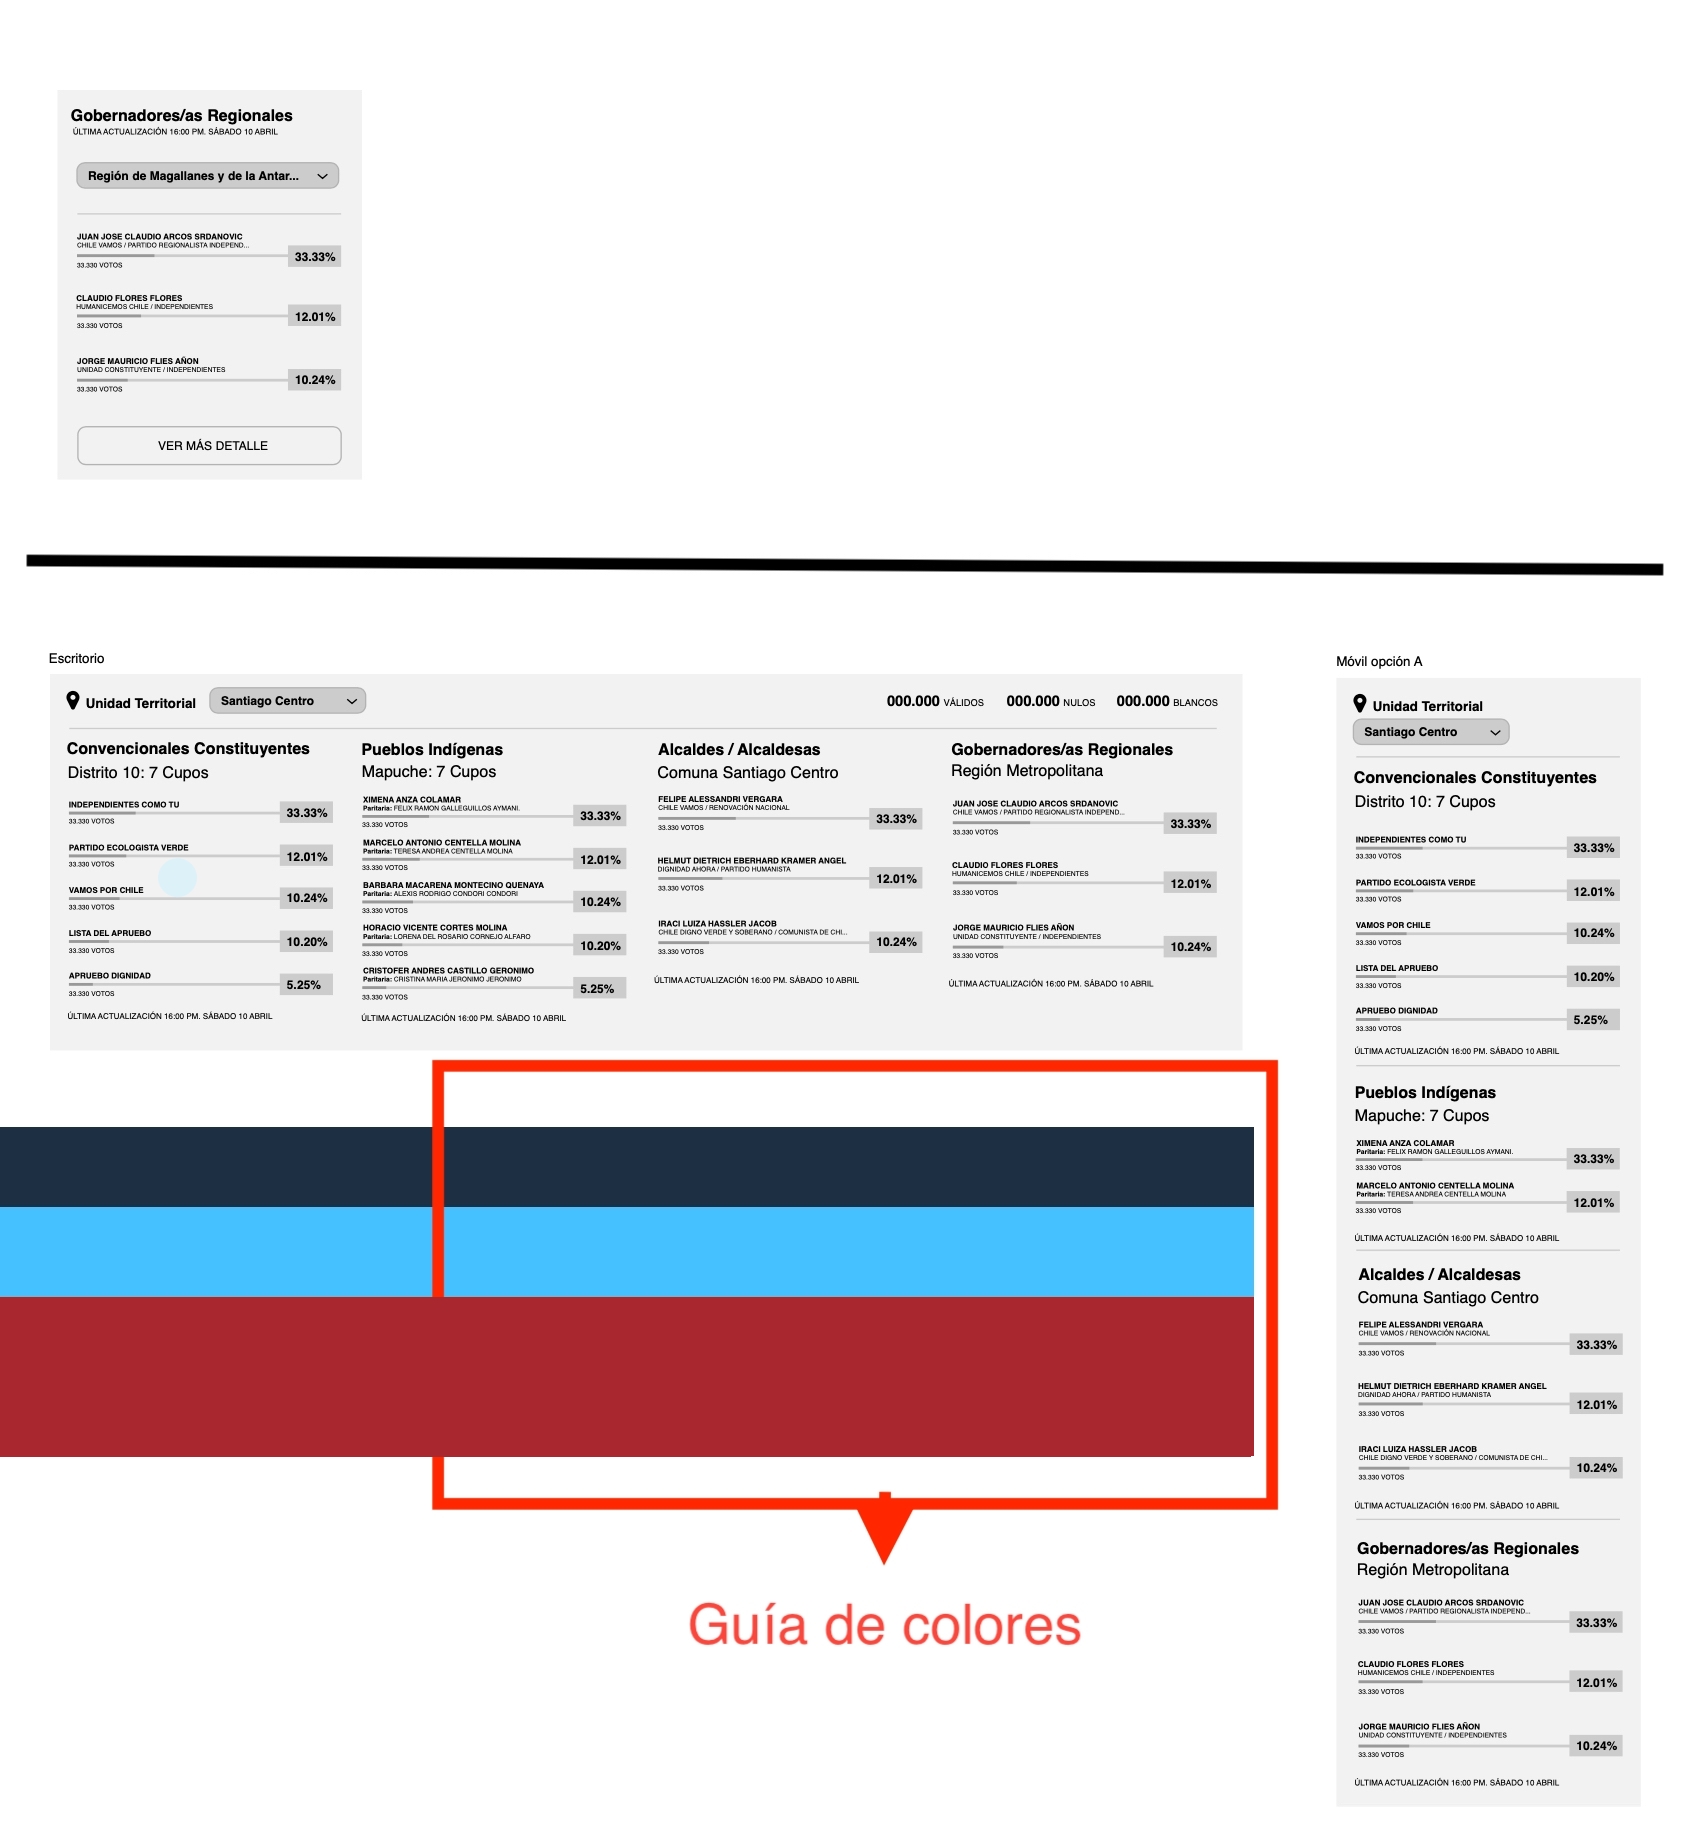 Gobernadores/as Regionales
ÚLTIMA ACTUALIZACIÓN 16:00 PM. SÁBADO 10 ABRIL
Región de Magallanes y de la Antar...
JUAN JOSE CLAUDIO ARCOS SRDANOVIC
CHILE VAMOS / PARTIDO REGIONALISTA INDEPEND...
33.33%
33.330 VOTOS
CLAUDIO FLORES FLORES
HUMANICEMOS CHILE / INDEPENDIENTES
12.01%
33.330 VOTOS
JORGE MAURICIO FLIES AÑON
UNIDAD CONSTITUYENTE / INDEPENDIENTES
10.24%
33.330 VOTOS
VER MÁS DETALLE
Escritorio
Unidad Territorial
Santiago Centro
000.000 VÁLIDOS
000.000 NULOS
000.000 BLANCOS
Convencionales Constituyentes
Distrito 10: 7 Cupos
INDEPENDIENTES COMO TU
33.33%
33.330 VOTOS
PARTIDO ECOLOGISTA VERDE
12.01%
33.330 VOTOS
VAMOS POR CHILE
10.24%
33.330 VOTOS
LISTA DEL APRUEBO
10.20%
33.330 VOTOS
APRUEBO DIGNIDAD
5.25%
33.330 VOTOS
ÚLTIMA ACTUALIZACIÓN 16:00 PM. SÁBADO 10 ABRIL
Pueblos Indígenas
Mapuche: 7 Cupos
XIMENA ANZA COLAMAR
Paritaria: FELIX RAMON GALLEGUILLOS AYMANI.
33.33%
33.330 VOTOS
MARCELO ANTONIO CENTELLA MOLINA
Paritaria: TERESA ANDREA CENTELLA MOLINA
12.01%
33.330 VOTOS
BARBARA MACARENA MONTECINO QUENAYA
Paritaria: ALEXIS RODRIGO CONDORI CONDORI
10.24%
33.330 VOTOS
HORACIO VICENTE CORTES MOLINA
Paritaria: LORENA DEL ROSARIO CORNEJO ALFARO
10.20%
33.330 VOTOS
CRISTOFER ANDRES CASTILLO GERONIMO
Paritaria: CRISTINA MARIA JERONIMO JERONIMO
5.25%
33.330 VOTOS
ÚLTIMA ACTUALIZACIÓN 16:00 PM. SÁBADO 10 ABRIL
Alcaldes / Alcaldesas
Comuna Santiago Centro
FELIPE ALESSANDRI VERGARA
CHILE VAMOS / RENOVACIÓN NACIONAL
33.33%
33.330 VOTOS
HELMUT DIETRICH EBERHARD KRAMER ANGEL
DIGNIDAD AHORA / PARTIDO HUMANISTA
12.01%
33.330 VOTOS
IRACI LUIZA HASSLER JACOB
CHILE DIGNO VERDE Y SOBERANO / COMUNISTA DE CHI...
10.24%
33.330 VOTOS
ÚLTIMA ACTUALIZACIÓN 16:00 PM. SÁBADO 10 ABRIL
Gobernadores/as Regionales
Región Metropolitana
JUAN JOSE CLAUDIO ARCOS SRDANOVIC
CHILE VAMOS / PARTIDO REGIONALISTA INDEPEND...
33.33%
33.330 VOTOS
CLAUDIO FLORES FLORES
HUMANICEMOS CHILE / INDEPENDIENTES
12.01%
33.330 VOTOS
JORGE MAURICIO FLIES AÑON
UNIDAD CONSTITUYENTE / INDEPENDIENTES
10.24%
33.330 VOTOS
ÚLTIMA ACTUALIZACIÓN 16:00 PM. SÁBADO 10 ABRIL
Guía de colores
Móvil opción A
Unidad Territorial
Santiago Centro
Convencionales Constituyentes
Distrito 10: 7 Cupos
INDEPENDIENTES COMO TU
33.33%
33.330 VOTOS
PARTIDO ECOLOGISTA VERDE
12.01%
33.330 VOTOS
VAMOS POR CHILE
10.24%
33.330 VOTOS
LISTA DEL APRUEBO
10.20%
33.330 VOTOS
APRUEBO DIGNIDAD
5.25%
33.330 VOTOS
ÚLTIMA ACTUALIZACIÓN 16:00 PM. SÁBADO 10 ABRIL
Pueblos Indígenas
Mapuche: 7 Cupos
XIMENA ANZA COLAMAR
Paritaria: FELIX RAMON GALLEGUILLOS AYMANI.
33.33%
33.330 VOTOS
MARCELO ANTONIO CENTELLA MOLINA
Paritaria: TERESA ANDREA CENTELLA MOLINA
12.01%
33.330 VOTOS
ÚLTIMA ACTUALIZACIÓN 16:00 PM. SÁBADO 10 ABRIL
Alcaldes / Alcaldesas
Comuna Santiago Centro
FELIPE ALESSANDRI VERGARA
CHILE VAMOS / RENOVACIÓN NACIONAL
33.33%
33.330 VOTOS
HELMUT DIETRICH EBERHARD KRAMER ANGEL
DIGNIDAD AHORA / PARTIDO HUMANISTA
12.01%
33.330 VOTOS
IRACI LUIZA HASSLER JACOB
CHILE DIGNO VERDE Y SOBERANO / COMUNISTA DE CHI...
10.24%
33.330 VOTOS
ÚLTIMA ACTUALIZACIÓN 16:00 PM. SÁBADO 10 ABRIL
Gobernadores/as Regionales
Región Metropolitana
JUAN JOSE CLAUDIO ARCOS SRDANOVIC
CHILE VAMOS / PARTIDO REGIONALISTA INDEPEND...
33.33%
33.330 VOTOS
CLAUDIO FLORES FLORES
HUMANICEMOS CHILE / INDEPENDIENTES
12.01%
33.330 VOTOS
JORGE MAURICIO FLIES AÑON
UNIDAD CONSTITUYENTE / INDEPENDIENTES
10.24%
33.330 VOTOS
ÚLTIMA ACTUALIZACIÓN 16:00 PM. SÁBADO 10 ABRIL